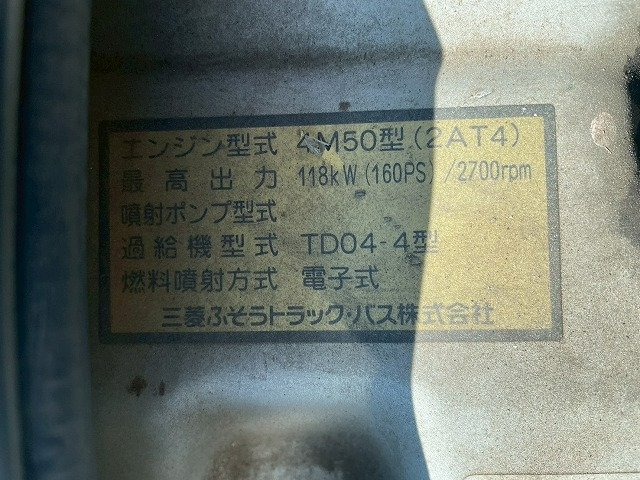 エンジン型式 4M50型(2AT4)
最高出力 118kW(160PS)/2700rpm
噴射ポンプ型式
過給機型式 TD04-4型
燃料噴射方式 電子式
三菱ふそうトラック・バス株式会社